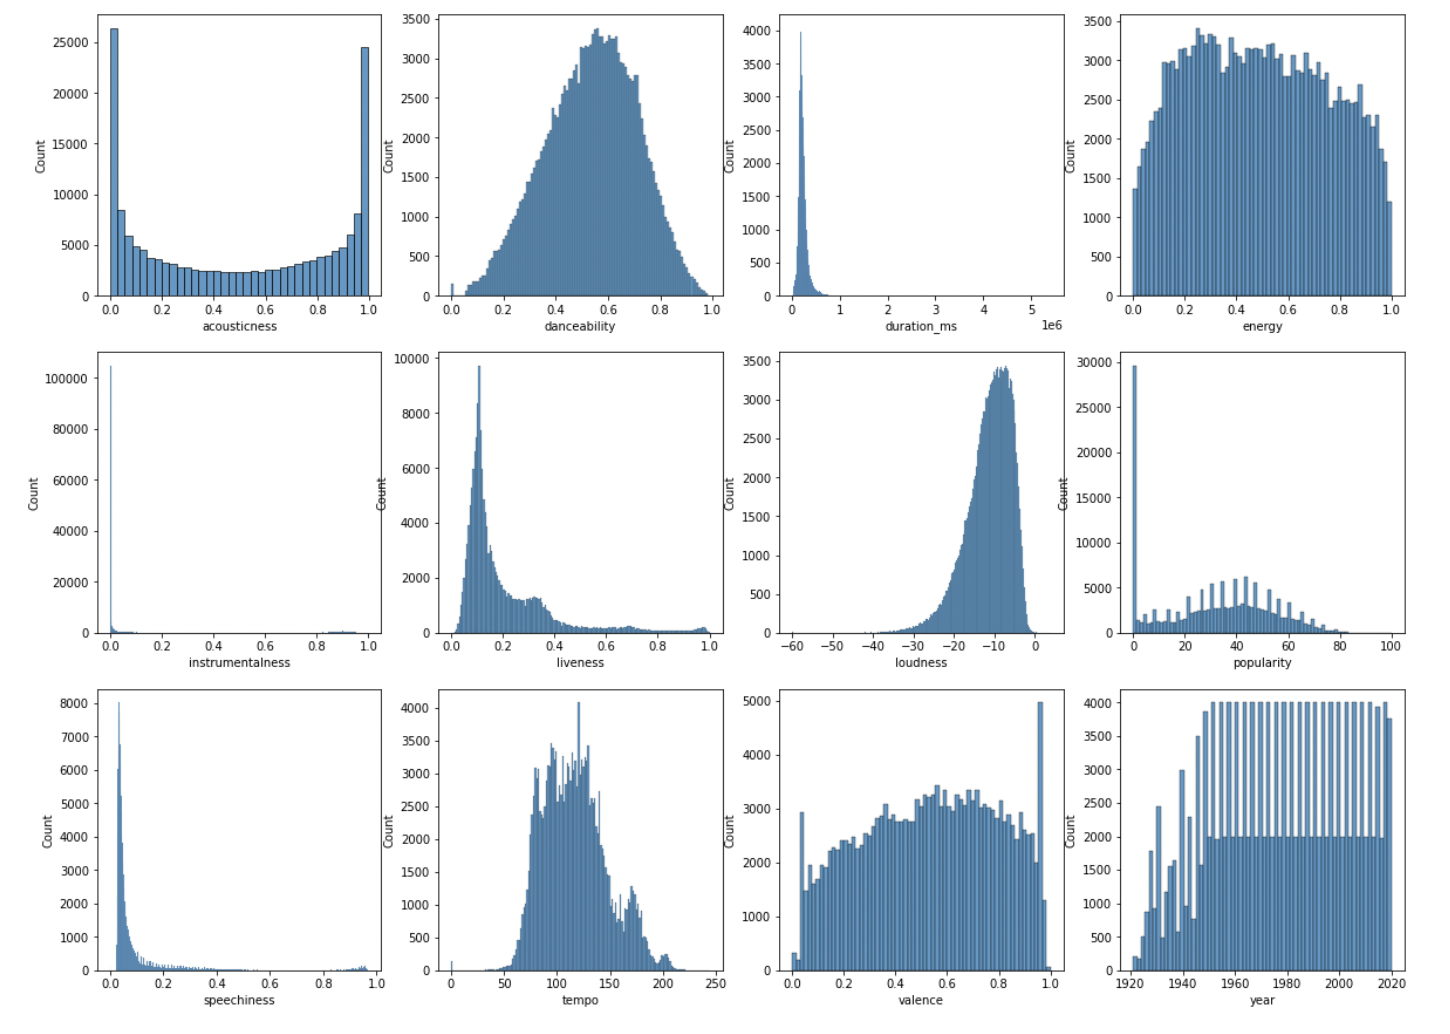 25000
20000
15000
10000
5000
0
Count
0.0 0.2 0.4 0.6 0.8 1.0
acousticness
3500
3000
2500
2000
1500
1000
500
0
Count
0.0 0.2 0.4 0.6 0.8 1.0
danceability
4000
3500
3000
2500
2000
1500
1000
500
0
Count
0 1 2 3 4 5
1e6
duration_ms
3500
3000
2500
2000
1500
1000
500
0
Count
0.0 0.2 0.4 0.6 0.8 1.0
energy
100000
80000
60000
40000
20000
0
Count
0.0 0.2 0.4 0.6 0.8 1.0
instrumentalness
10000
8000
6000
4000
2000
0
Count
0.0 0.2 0.4 0.6 0.8 1.0
liveness
3500
3000
2500
2000
1500
1000
500
0
Count
−60 −50 −40 −30 −20 −10 0
loudness
30000
25000
20000
15000
10000
5000
0
Count
0 20 40 60 80 100
popularity
8000
7000
6000
5000
4000
3000
2000
1000
0
Count
0.0 0.2 0.4 0.6 0.8 1.0
speechiness
4000
3500
3000
2500
2000
1500
1000
500
0
Count
0 50 100 150 200 250
tempo
5000
4000
3000
2000
1000
0
Count
0.0 0.2 0.4 0.6 0.8 1.0
valence
4000
3500
3000
2500
2000
1500
1000
500
0
Count
1920 1940 1960 1980 2000 2020
year